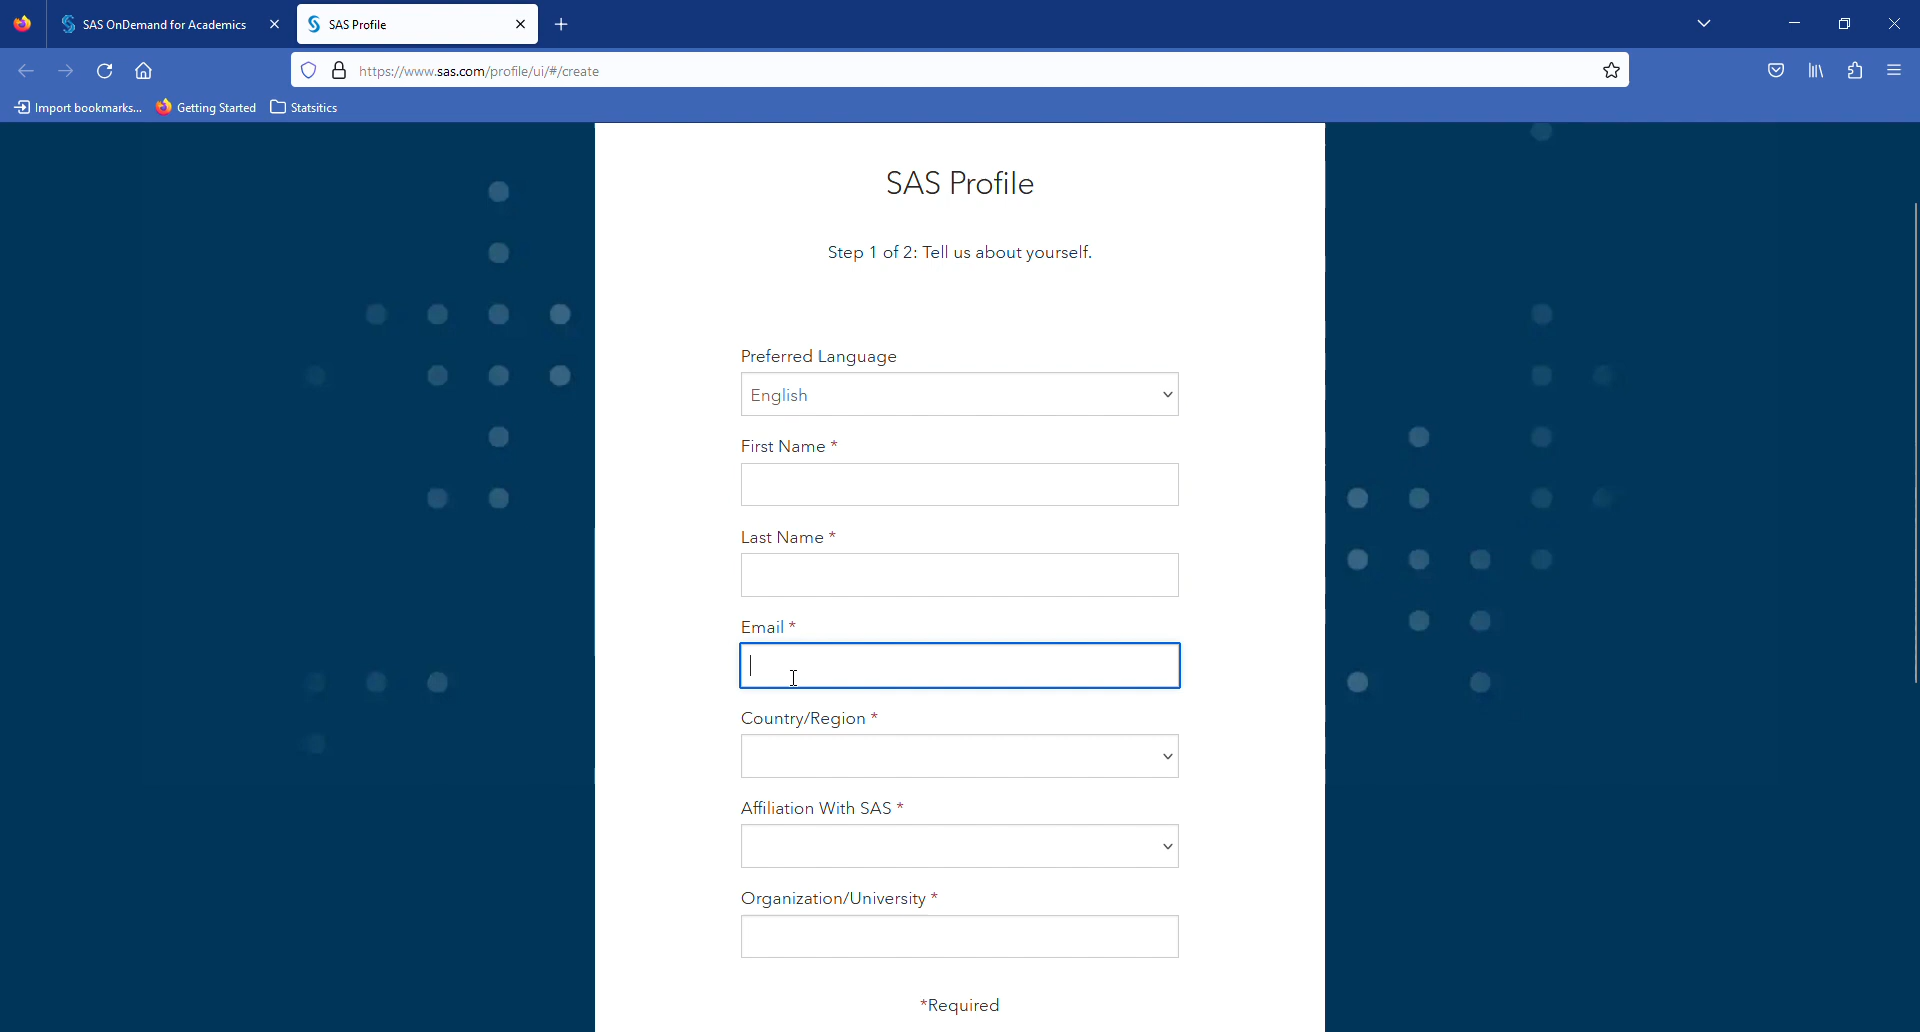 SAS OnDemand for Academics
SAS Profile
https://www.sas.com/profile/ui/#/create
Import bookmarks...
Getting Started
Statsitics
SAS Profile
Step 1 of 2: Tell us about yourself.
Preferred Language
English
First Name *
Last Name *
Email *
Country/Region *
Affiliation With SAS *
Organization/University *
*Required